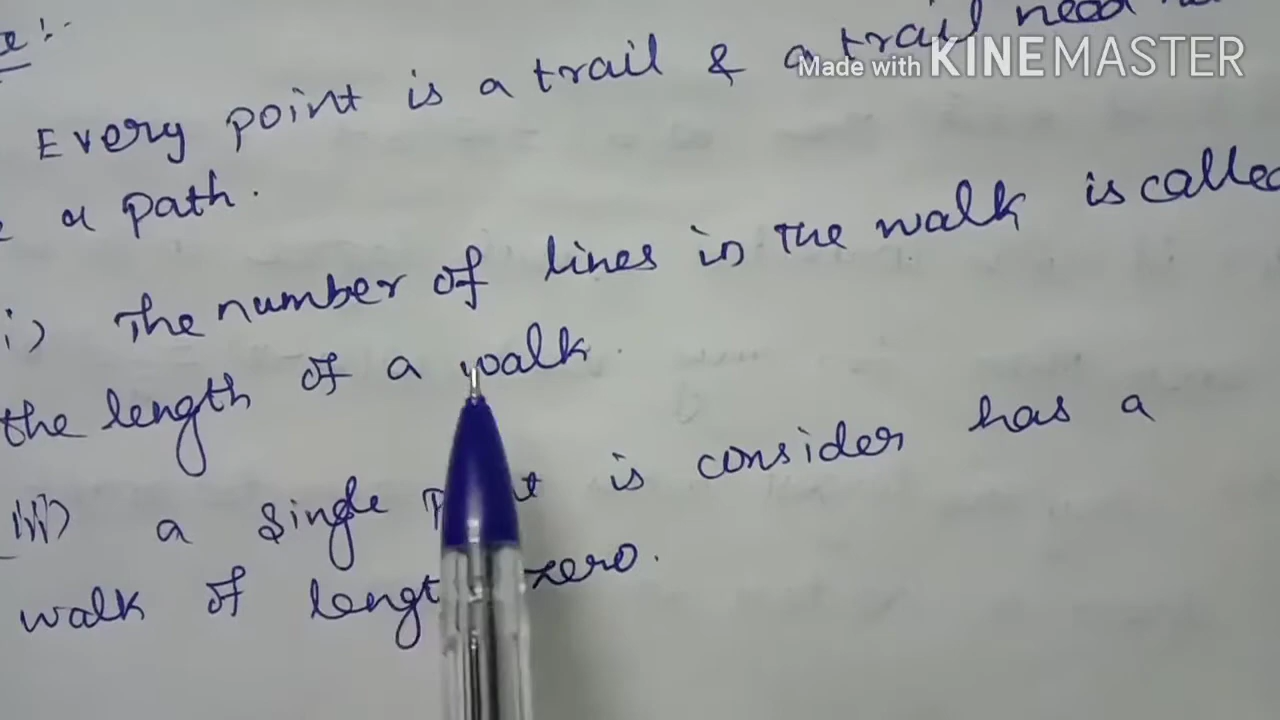 e:-
Every point is a trail & a trail need
a path.
i) The number of lines in the walk is called
the length of a walk.
iii) a single is consider has a
walk of zero.
Made with KINEMASTER